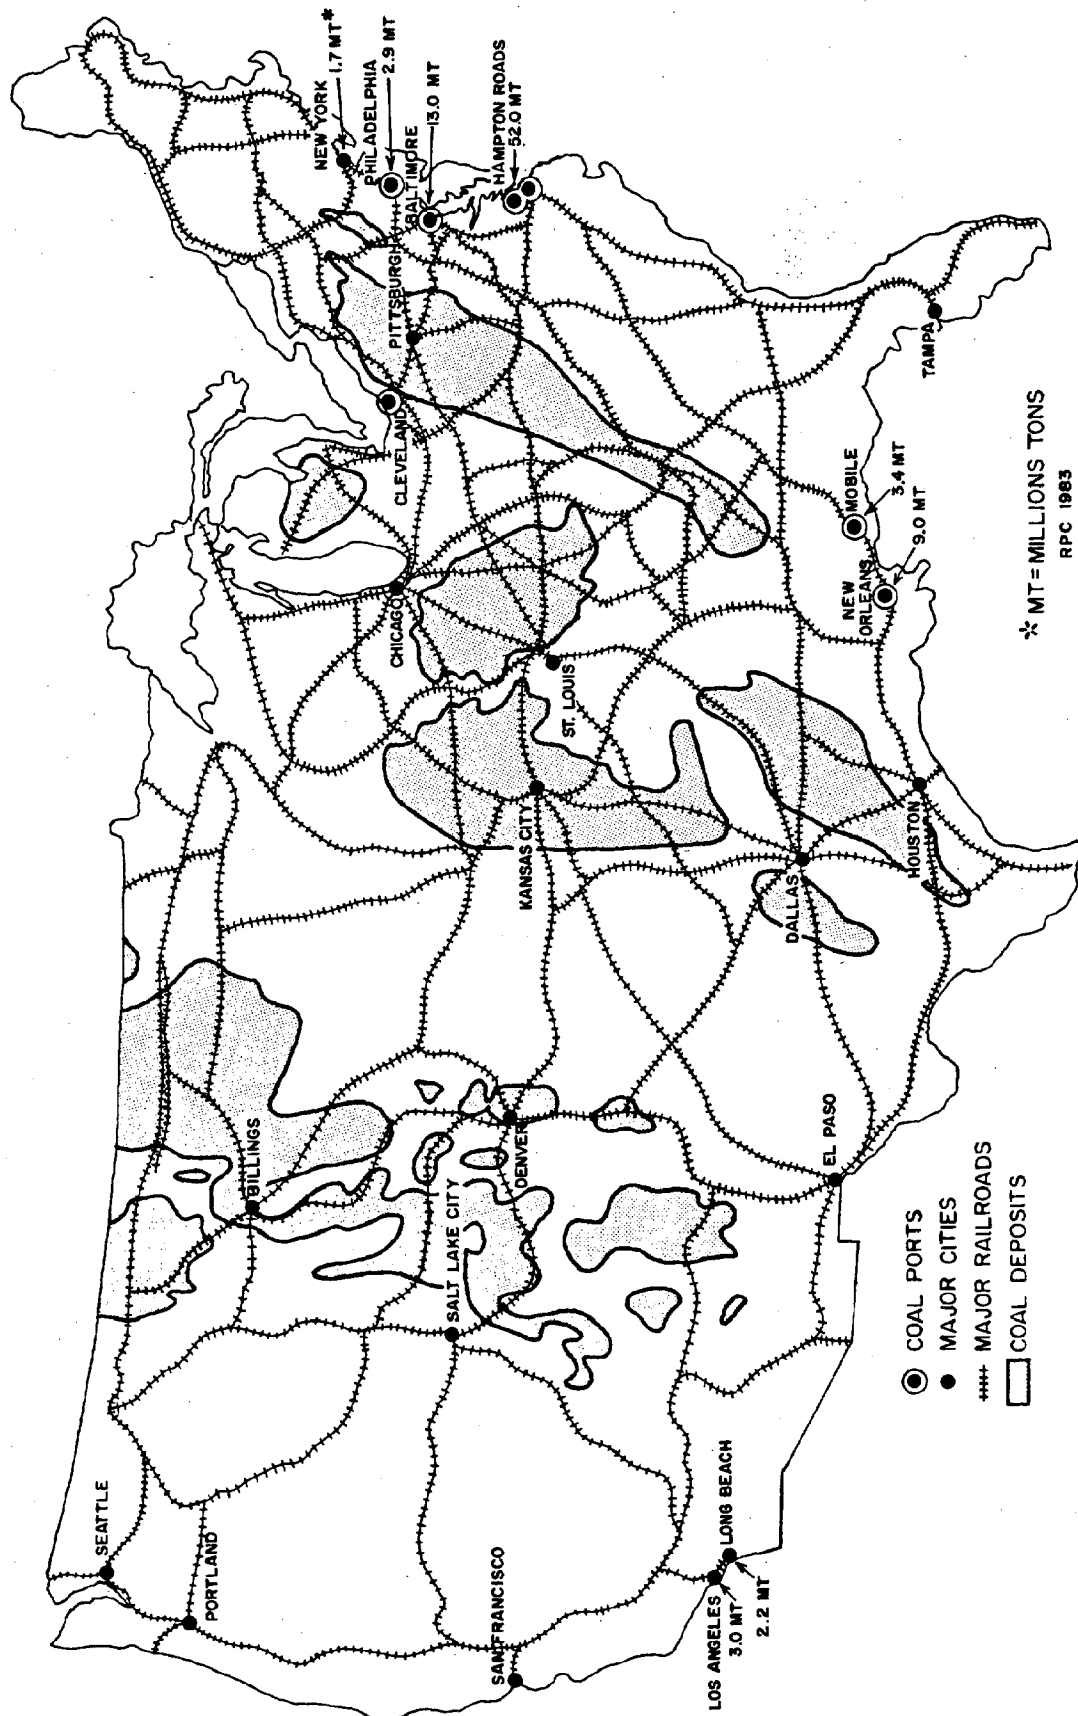 SEATTLE
PORTLAND
SAN FRANCISCO
LOS ANGELES
3.0 MT
LONG BEACH
2.2 MT
SALT LAKE CITY
BILLINGS
DENVER
EL PASO
KANSAS CITY
DALLAS
HOUSTON
ST. LOUIS
CHICAGO
NEW
ORLEANS
9.0 MT
MOBILE
3.4 MT
CLEVELAND
PITTSBURGH
TAMPA
NEW YORK
1.7 MT*
PHILADELPHIA
2.9 MT
BALTIMORE
13.0 MT
HAMPTON ROADS
52.0 MT
COAL PORTS
MAJOR CITIES
MAJOR RAILROADS
COAL DEPOSITS
* MT = MILLIONS TONS
RPC 1983